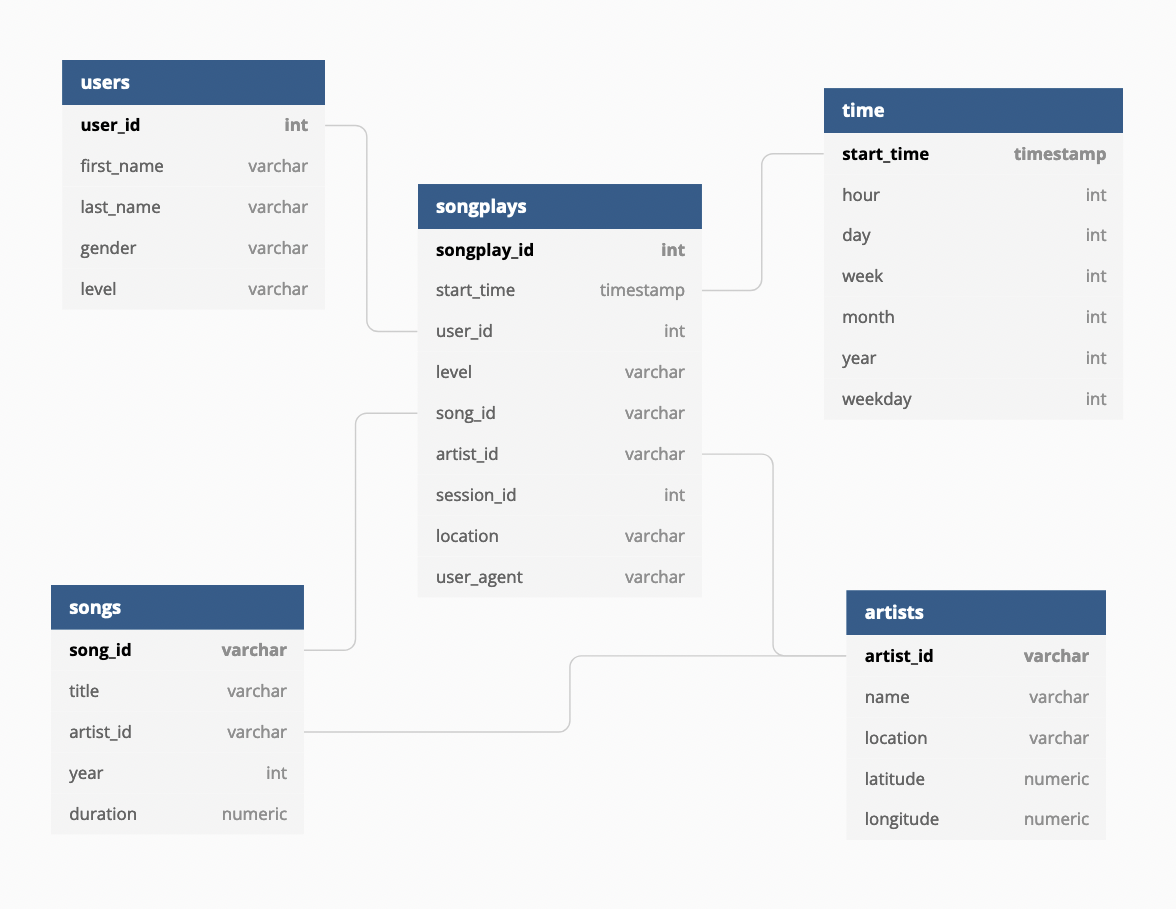 users
user_id int
first_name varchar
last_name varchar
gender varchar
level varchar
songplays
songplay_id int
start_time timestamp
user_id int
level varchar
song_id varchar
artist_id varchar
session_id int
location varchar
user_agent varchar
time
start_time timestamp
hour int
day int
week int
month int
year int
weekday int
songs
song_id varchar
title varchar
artist_id varchar
year int
duration numeric
artists
artist_id varchar
name varchar
location varchar
latitude numeric
longitude numeric